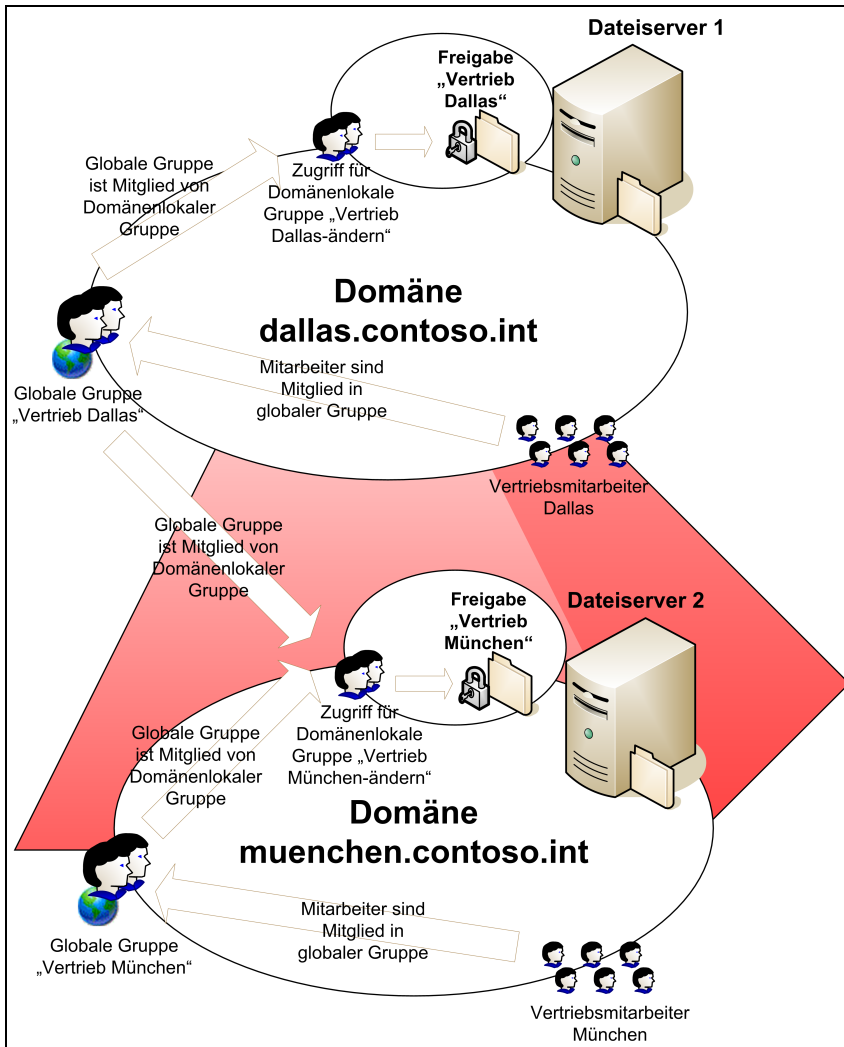 Dateiserver 1
Freigabe
„Vertrieb
Dallas“
Globale Gruppe
ist Mitglied von
Domänenlokaler
Gruppe
Zugriff für
Domänenlokale
Gruppe „Vertrieb
Dallas-ändern“
Domäne
dallas.contoso.int
Mitarbeiter sind
Mitglied in
globaler Gruppe
Globale Gruppe
„Vertrieb Dallas“
Vertriebsmitarbeiter
Dallas
Globale Gruppe
ist Mitglied von
Domänenlokaler
Gruppe
Freigabe
„Vertrieb
München“
Dateiserver 2
Zugriff für
Domänenlokale
Gruppe „Vertrieb
München-ändern“
Globale Gruppe
ist Mitglied von
Domänenlokaler
Gruppe
Domäne
muenchen.contoso.int
Mitarbeiter sind
Mitglied in
globaler Gruppe
Globale Gruppe
„Vertrieb München“
Vertriebsmitarbeiter
München